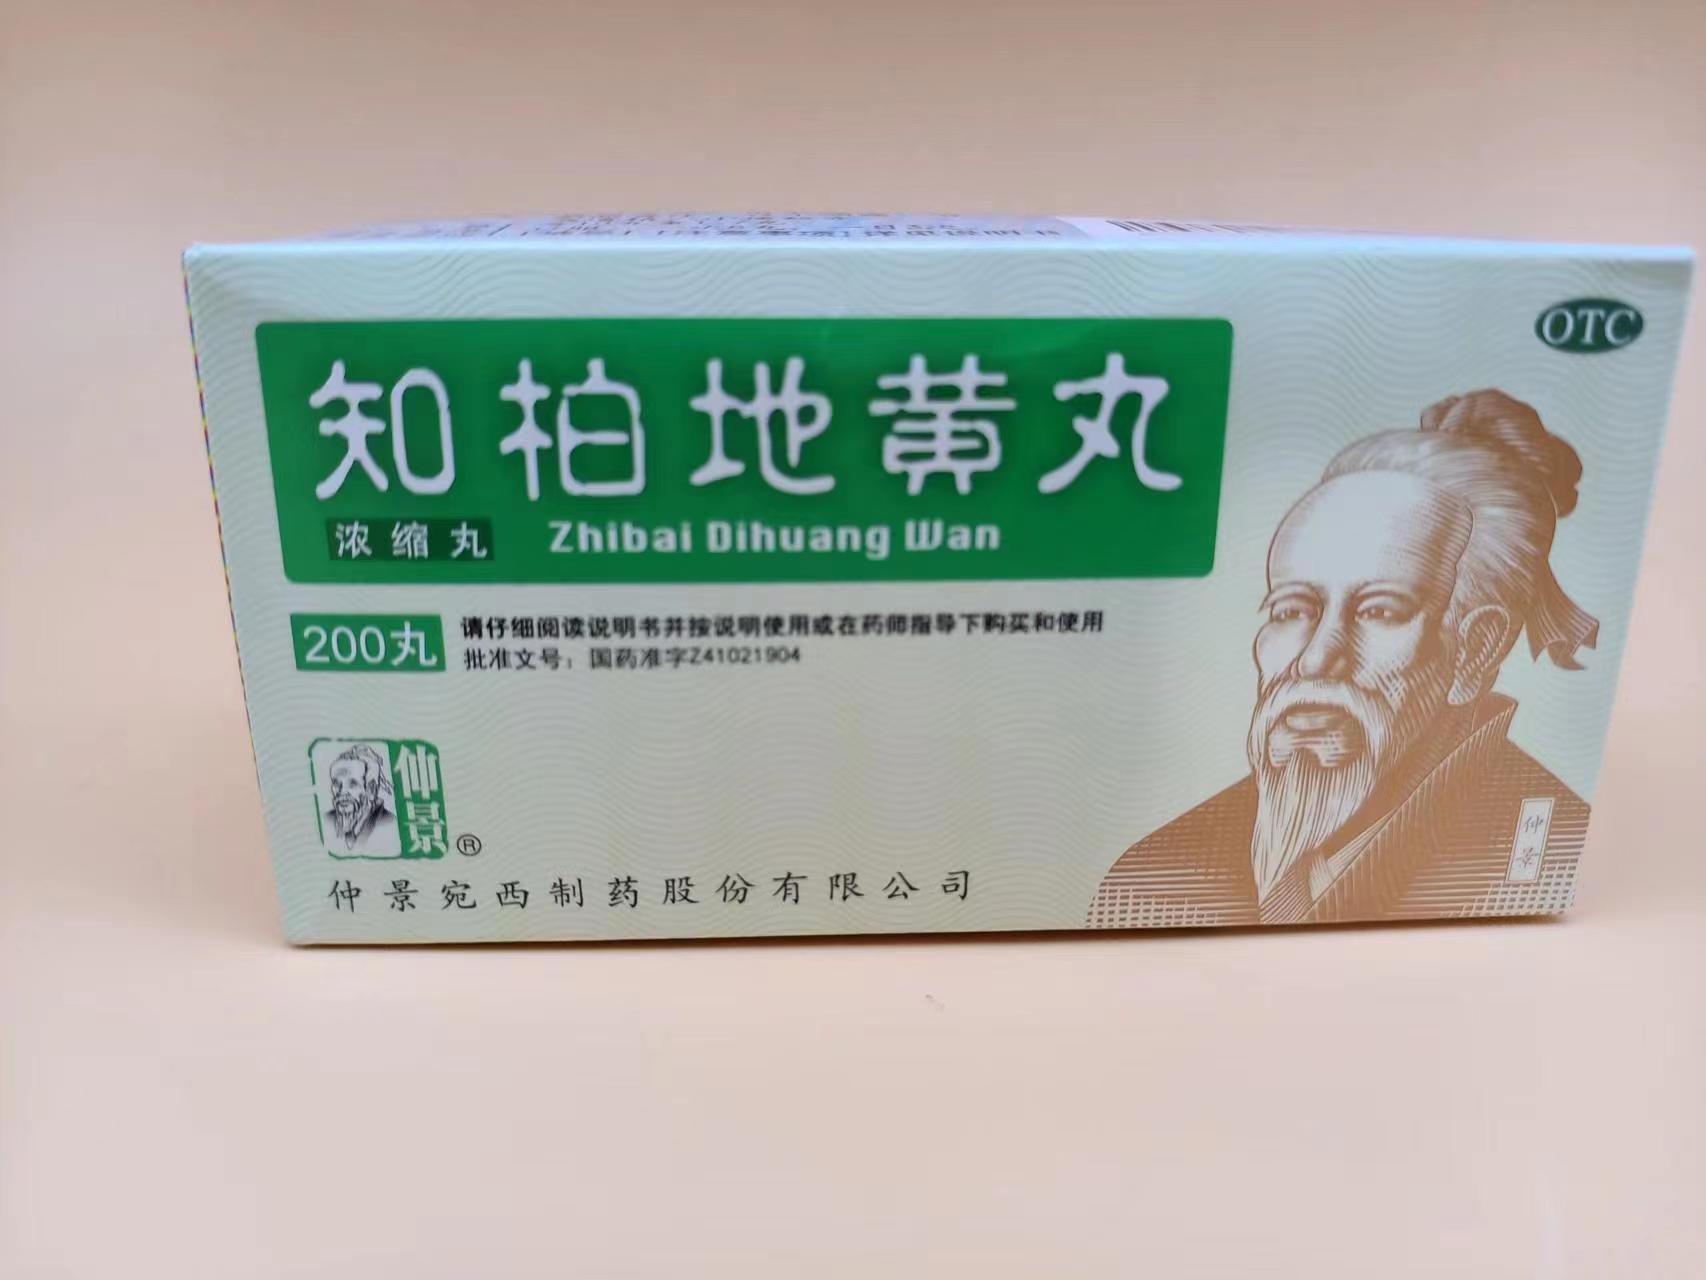 OTC
知柏地黄丸
浓缩丸 Zhibai Dihuang Wan
200丸
请仔细阅读说明书并按说明使用或在药师指导下购买和使用
批准文号：国药准字Z41021904
仲景
®
仲景宛西制药股份有限公司
仲景